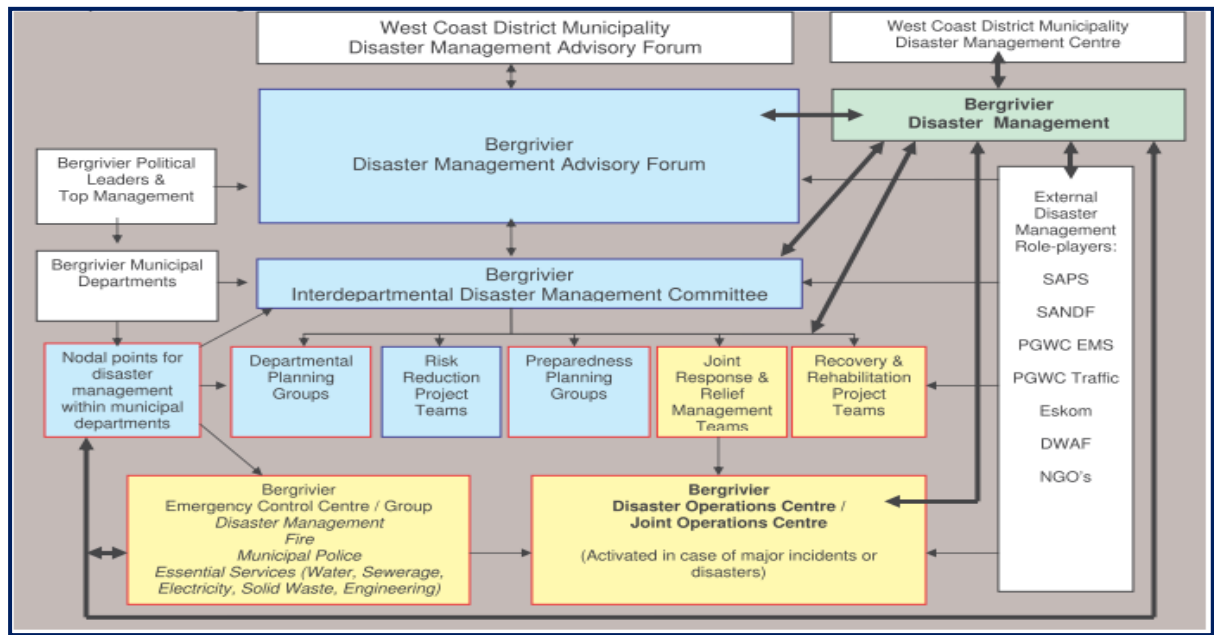 West Coast District Municipality
Disaster Management Advisory Forum
West Coast District Municipality
Disaster Management Centre
Bergrivier
Disaster Management
Bergrivier
Disaster Management Advisory Forum
Bergrivier Political
Leaders &
Top Management
External
Disaster
Management
Role-players:
SAPS
SANDF
PGWC EMS
PGWC Traffic
Eskom
DWAF
NGO's
Bergrivier Municipal
Departments
Bergrivier
Interdepartmental Disaster Management Committee
Nodal points for
disaster
management
within municipal
departments
Departmental
Planning
Groups
Risk
Reduction
Project
Teams
Preparedness
Planning
Groups
Joint
Response &
Relief
Management
Teams
Recovery &
Rehabilitation
Project
Teams
Bergrivier
Emergency Control Centre / Group
Disaster Management
Fire
Municipal Police
Essential Services (Water, Sewerage,
Electricity, Solid Waste, Engineering)
Bergrivier
Disaster Operations Centre /
Joint Operations Centre
(Activated in case of major incidents or
disasters)